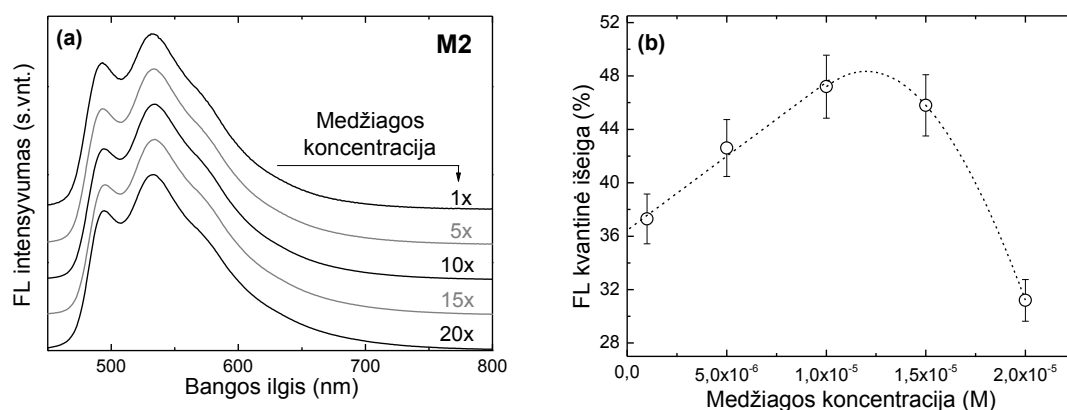 (a)
M2
FL intensyvumas (s.vnt.)
Medžiagos
koncentracija
1x
5x
10x
15x
20x
500
600
700
800
Bangos ilgis (nm)
(b)
FL kvantinė išeiga (%)
52
48
44
40
36
32
28
0,0
5,0x10⁻⁶
1,0x10⁻⁵
1,5x10⁻⁵
2,0x10⁻⁵
Medžiagos koncentracija (M)